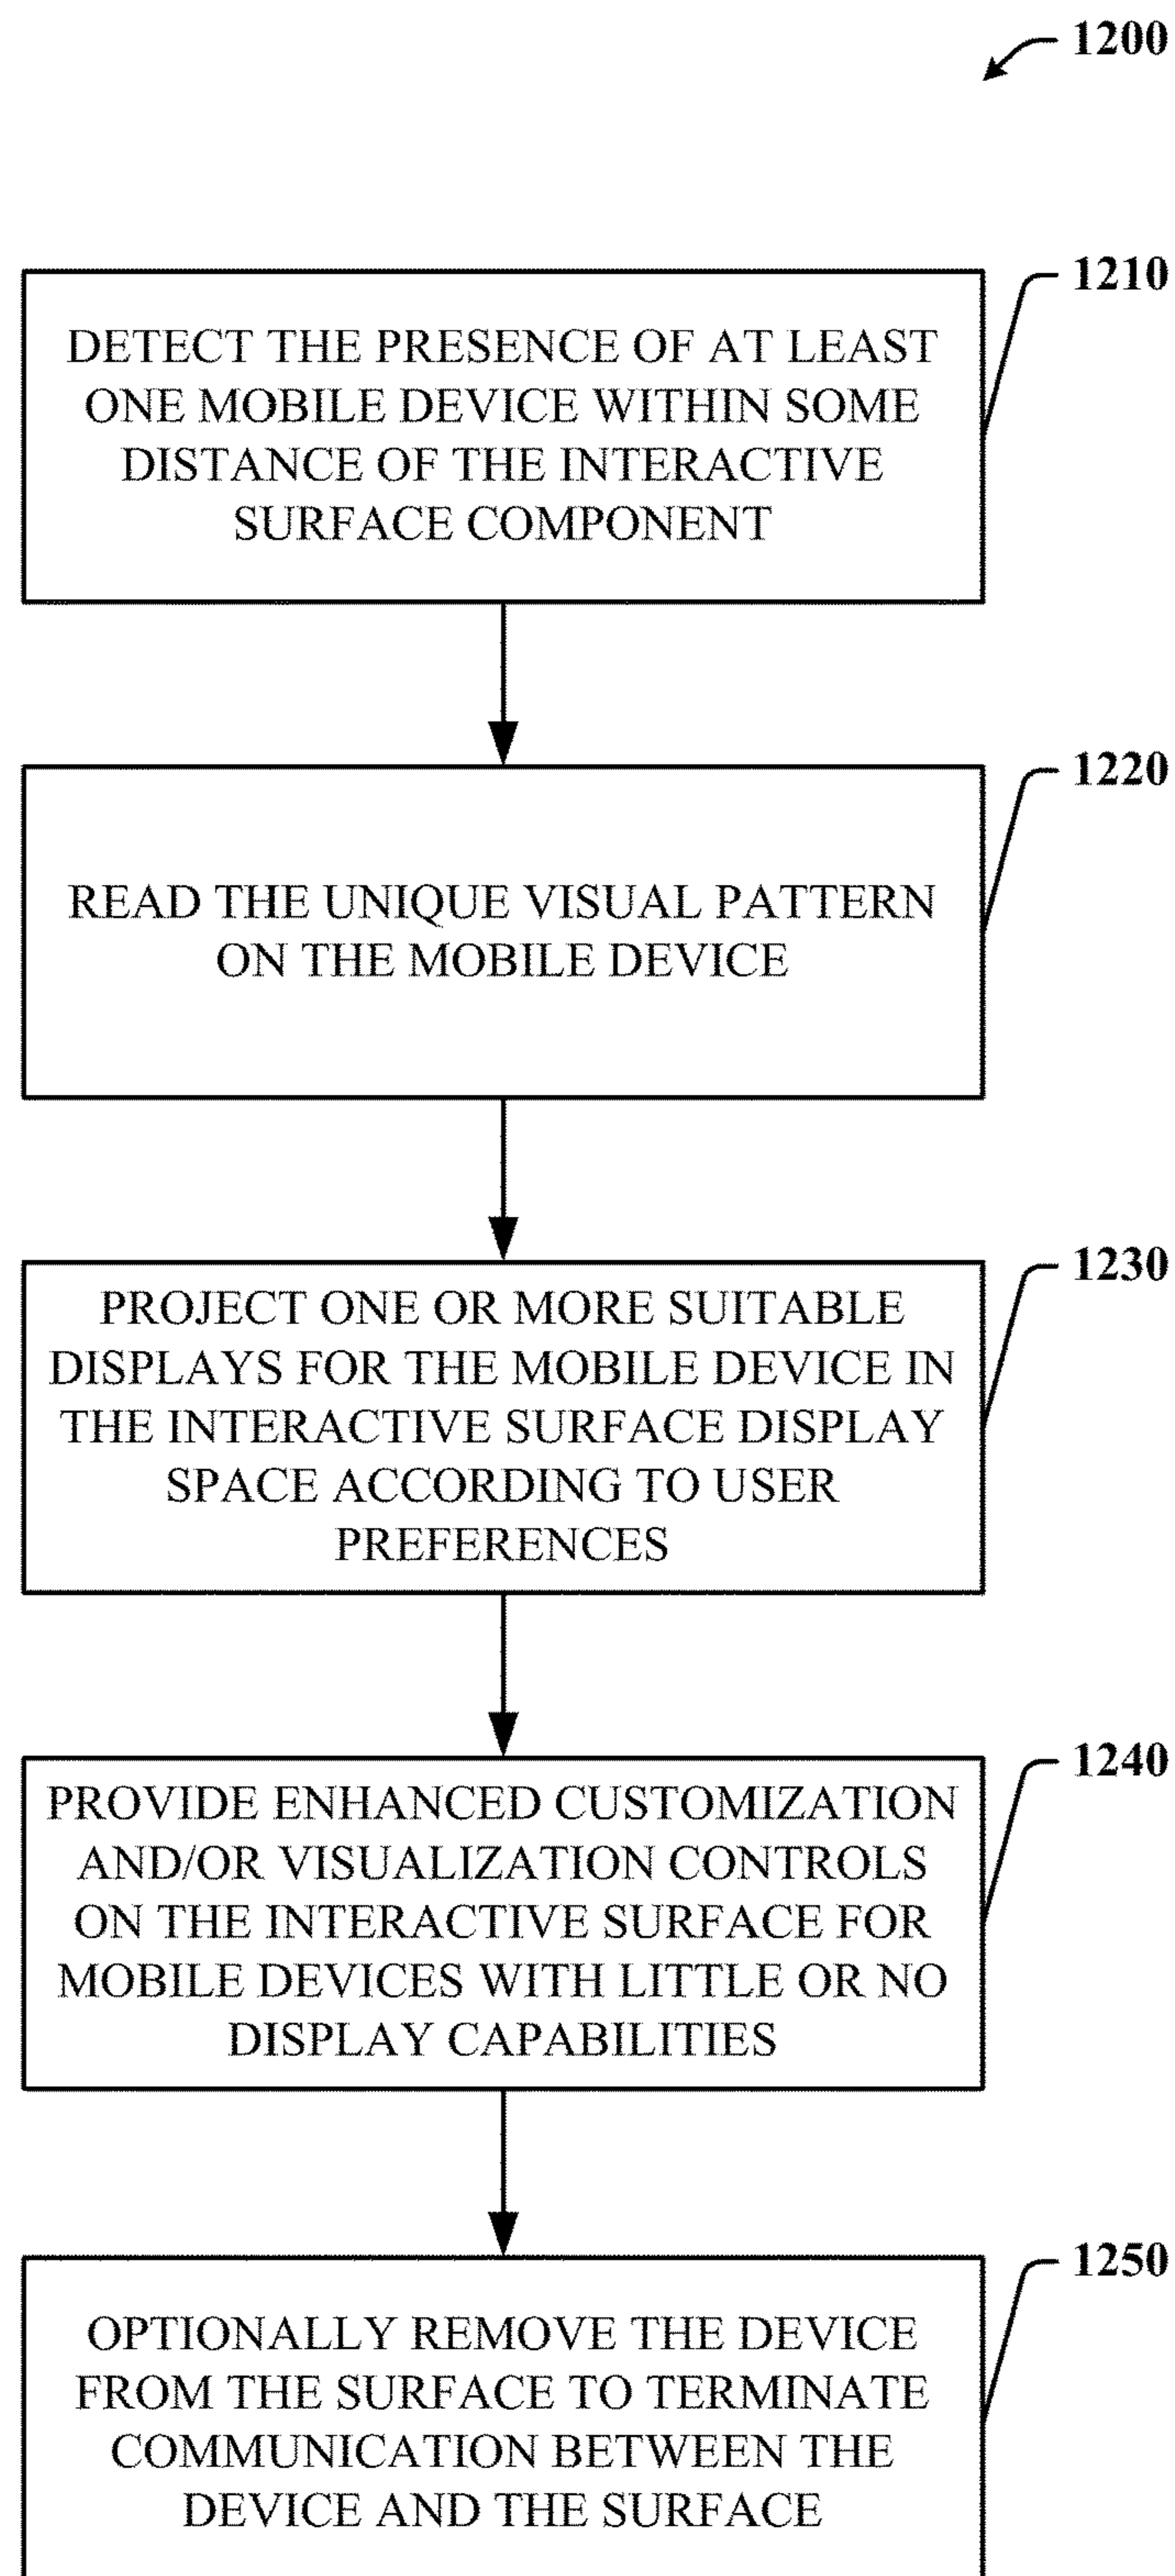 1200
1210
DETECT THE PRESENCE OF AT LEAST
ONE MOBILE DEVICE WITHIN SOME
DISTANCE OF THE INTERACTIVE
SURFACE COMPONENT
1220
READ THE UNIQUE VISUAL PATTERN
ON THE MOBILE DEVICE
1230
PROJECT ONE OR MORE SUITABLE
DISPLAYS FOR THE MOBILE DEVICE IN
THE INTERACTIVE SURFACE DISPLAY
SPACE ACCORDING TO USER
PREFERENCES
1240
PROVIDE ENHANCED CUSTOMIZATION
AND/OR VISUALIZATION CONTROLS
ON THE INTERACTIVE SURFACE FOR
MOBILE DEVICES WITH LITTLE OR NO
DISPLAY CAPABILITIES
1250
OPTIONALLY REMOVE THE DEVICE
FROM THE SURFACE TO TERMINATE
COMMUNICATION BETWEEN THE
DEVICE AND THE SURFACE